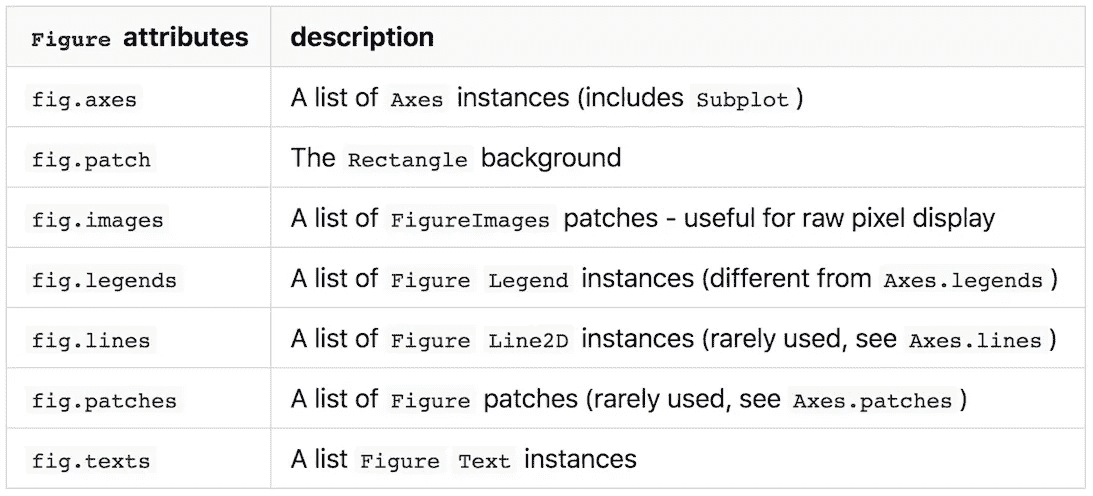 Figure attributes description
fig.axes A list of Axes instances (includes Subplot)
fig.patch The Rectangle background
fig.images A list of FigureImages patches - useful for raw pixel display
fig.legends A list of Figure Legend instances (different from Axes.legends)
fig.lines A list of Figure Line2D instances (rarely used, see Axes.lines)
fig.patches A list of Figure patches (rarely used, see Axes.patches)
fig.texts A list Figure Text instances